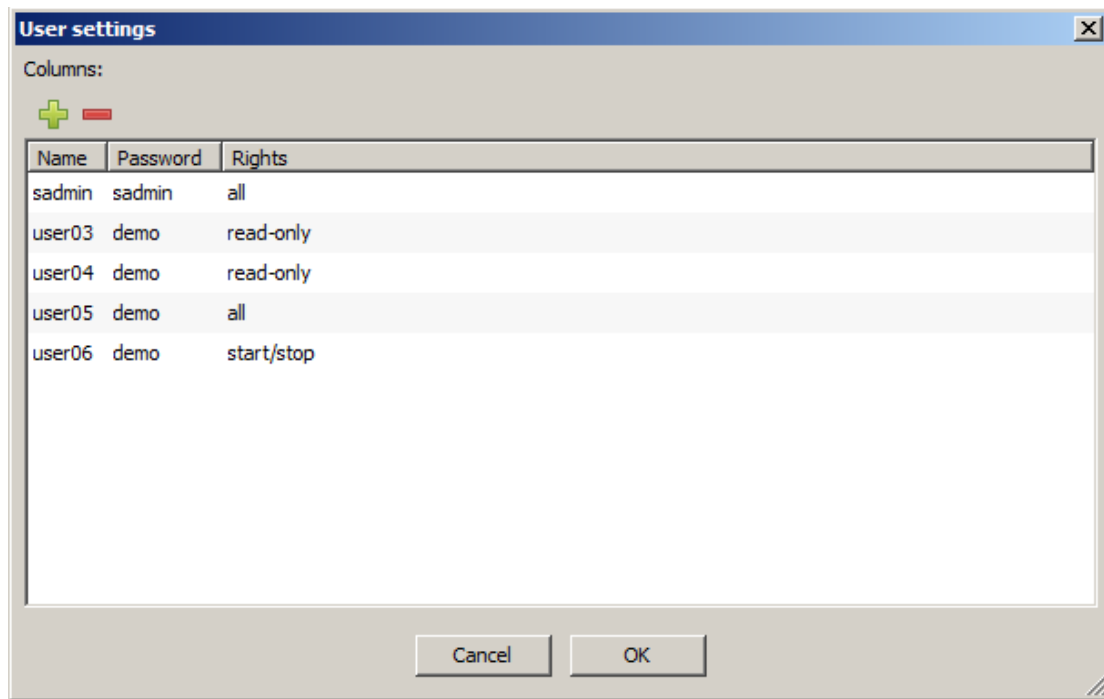 User settings
Columns:
Name Password Rights
sadmin sadmin all
user03 demo read-only
user04 demo read-only
user05 demo all
user06 demo start/stop
Cancel OK